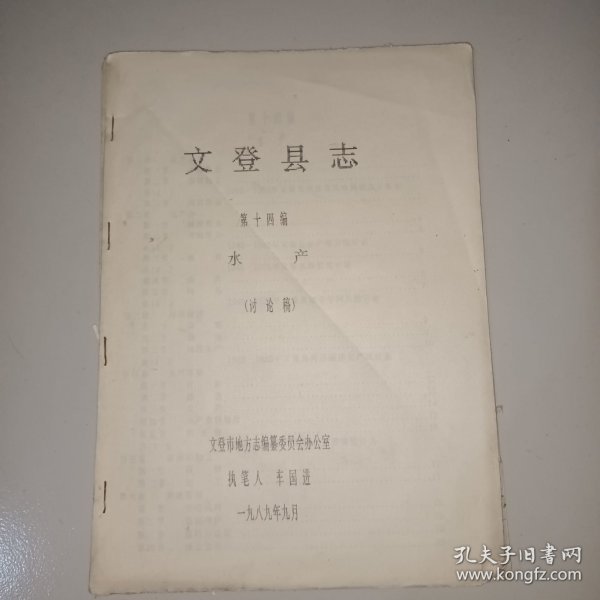 文登县志
第十四编
水产
(讨论稿)
文登市地方志编纂委员会办公室
执笔人 车国进
一九八九年九月
孔夫子旧书网
www.kongfz.com